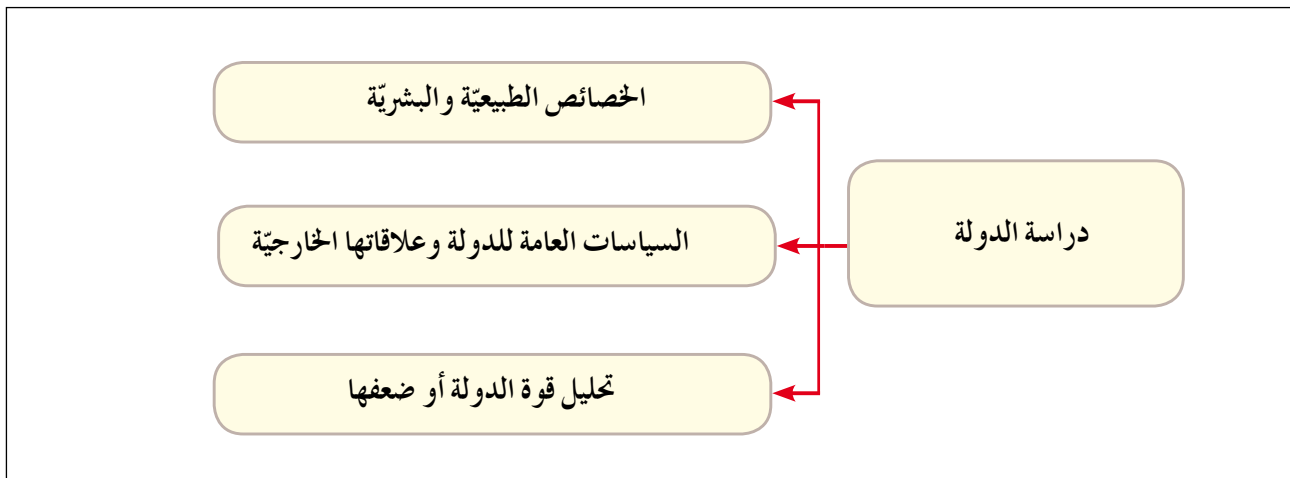 دراسة الدولة
الخصائص الطبيعيّة والبشريّة
السياسات العامة للدولة وعلاقاتها الخارجيّة
تحليل قوة الدولة أو ضعفها